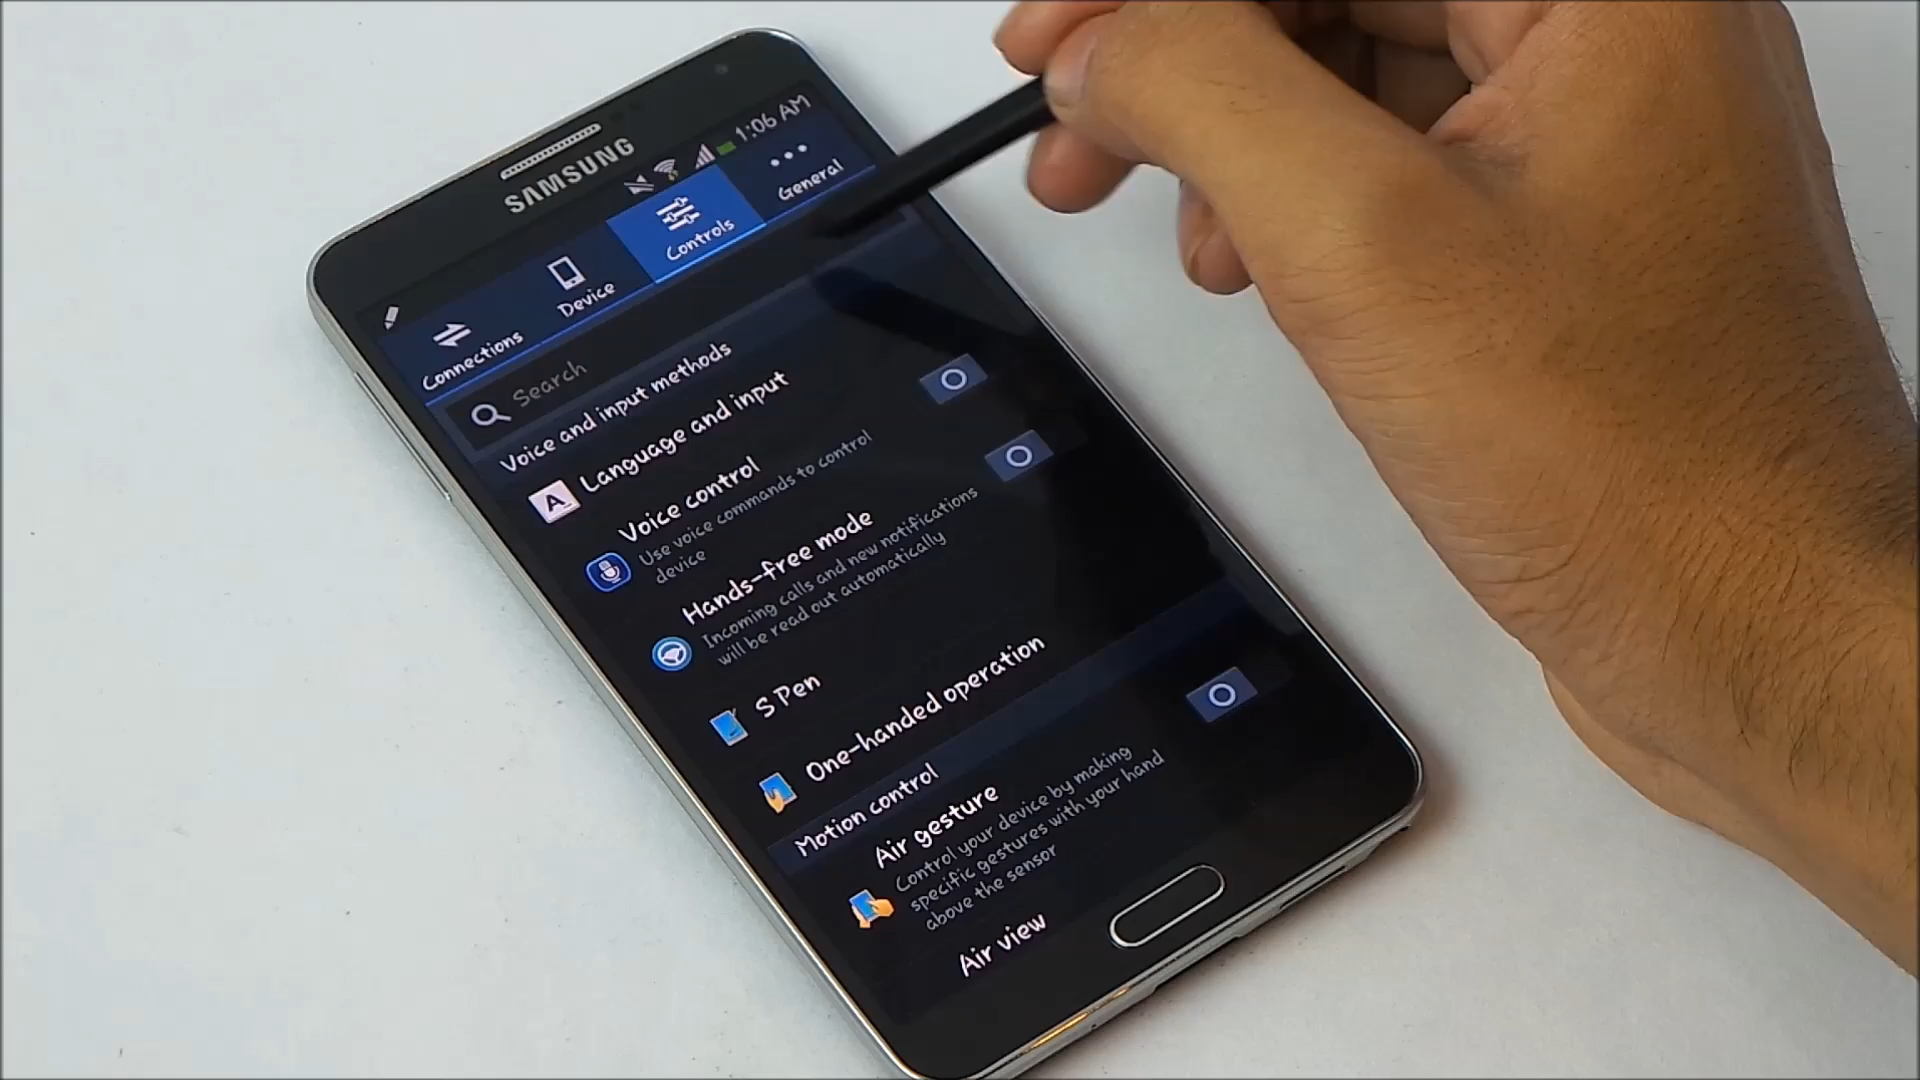 SAMSUNG
1:06 AM
Connections
Device
Controls
General
Search
Voice and input methods
Language and input
Voice control
Use voice commands to control
device
Hands-free mode
Incoming calls and new notifications
will be read out automatically
S Pen
One-handed operation
Motion control
Air gesture
Control your device by making
specific gestures with your hand
above the sensor
Air view